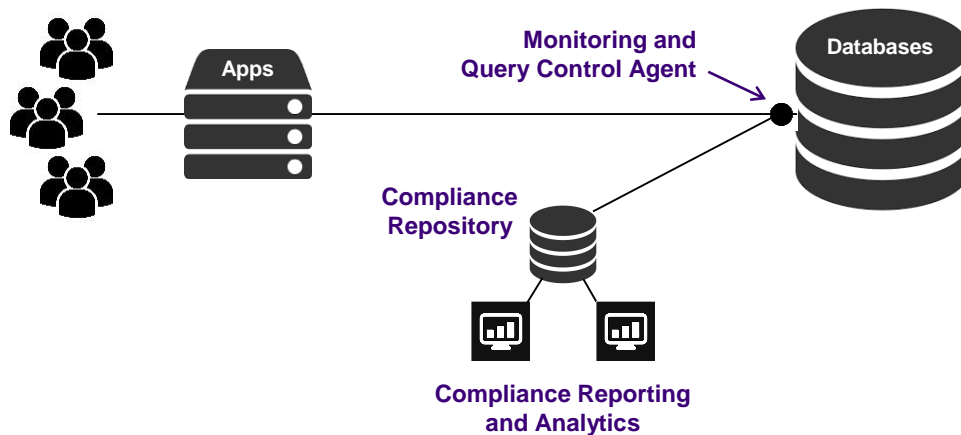 Monitoring and
Query Control Agent
Databases
Apps
Compliance
Repository
Compliance Reporting
and Analytics